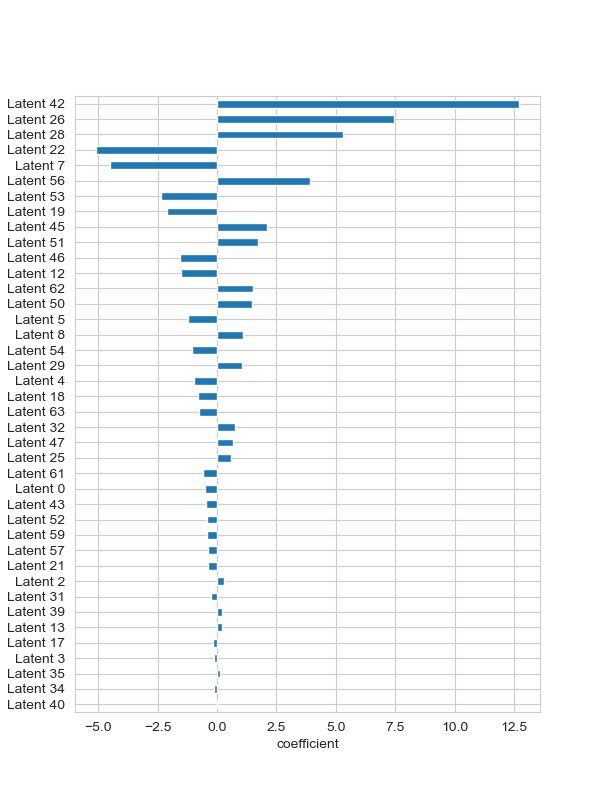 Latent 42
Latent 26
Latent 28
Latent 22
Latent 7
Latent 56
Latent 53
Latent 19
Latent 45
Latent 51
Latent 46
Latent 12
Latent 62
Latent 50
Latent 5
Latent 8
Latent 54
Latent 29
Latent 4
Latent 18
Latent 63
Latent 32
Latent 47
Latent 25
Latent 61
Latent 0
Latent 43
Latent 52
Latent 59
Latent 57
Latent 21
Latent 2
Latent 31
Latent 39
Latent 13
Latent 17
Latent 3
Latent 35
Latent 34
Latent 40
−5.0 −2.5 0.0 2.5 5.0 7.5 10.0 12.5
coefficient